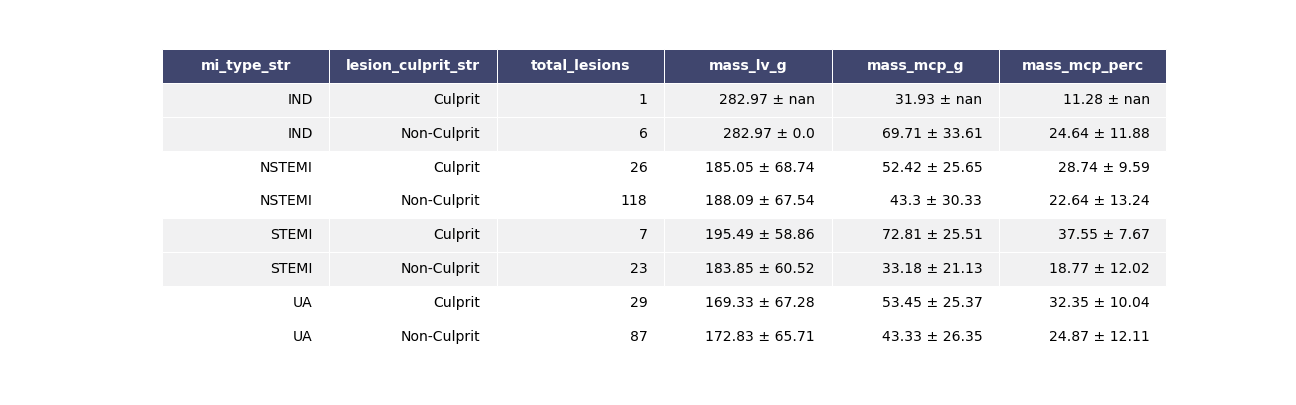 mi_type_str lesion_culprit_str total_lesions mass_lv_g mass_mcp_g mass_mcp_perc
IND Culprit 1 282.97 ± nan 31.93 ± nan 11.28 ± nan
IND Non-Culprit 6 282.97 ± 0.0 69.71 ± 33.61 24.64 ± 11.88
NSTEMI Culprit 26 185.05 ± 68.74 52.42 ± 25.65 28.74 ± 9.59
NSTEMI Non-Culprit 118 188.09 ± 67.54 43.3 ± 30.33 22.64 ± 13.24
STEMI Culprit 7 195.49 ± 58.86 72.81 ± 25.51 37.55 ± 7.67
STEMI Non-Culprit 23 183.85 ± 60.52 33.18 ± 21.13 18.77 ± 12.02
UA Culprit 29 169.33 ± 67.28 53.45 ± 25.37 32.35 ± 10.04
UA Non-Culprit 87 172.83 ± 65.71 43.33 ± 26.35 24.87 ± 12.11